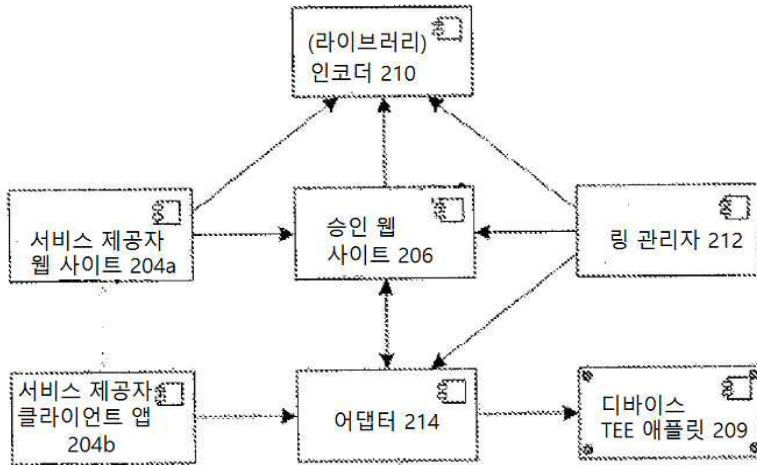 (라이브러리)
인코더 210
서비스 제공자
웹 사이트 204a
승인 웹
사이트 206
링 관리자 212
서비스 제공자
클라이언트 앱
204b
어댑터 214
디바이스
TEE 애플릿 209